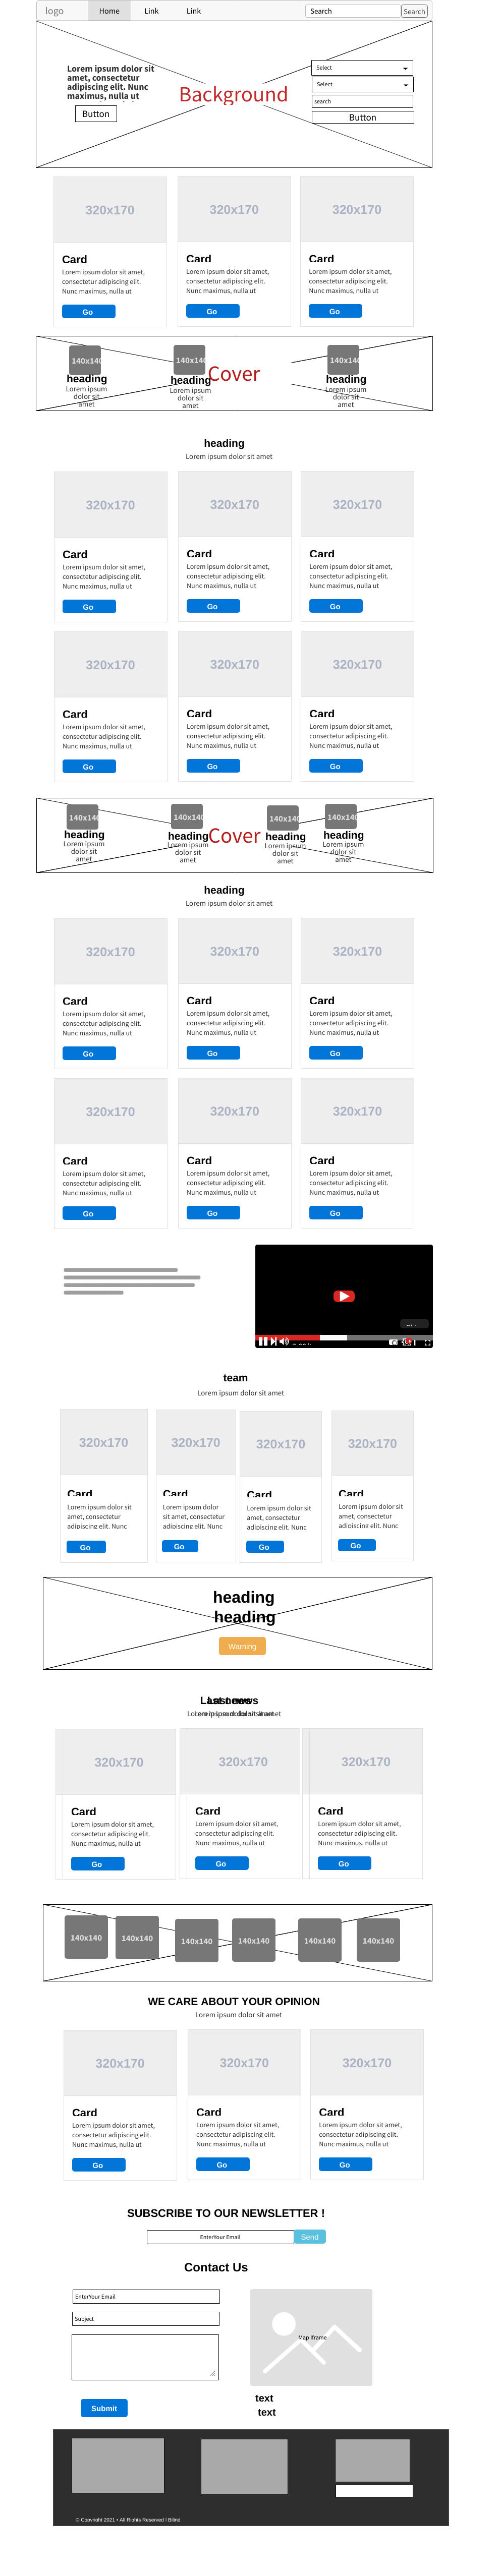 logo
Home
Link
Link
Search
Search
Lorem ipsum dolor sit
amet, consectetur
adipiscing elit. Nunc
maximus, nulla ut
Button
Background
Select
Select
search
Button
320x170
320x170
320x170
Card
Card
Card
Lorem ipsum dolor sit amet,
consectetur adipiscing elit.
Nunc maximus, nulla ut
Lorem ipsum dolor sit amet,
consectetur adipiscing elit.
Nunc maximus, nulla ut
Lorem ipsum dolor sit amet,
consectetur adipiscing elit.
Nunc maximus, nulla ut
Go
Go
Go
140x140
heading
Lorem ipsum
dolor sit
amet
140x140
heading
Lorem ipsum
dolor sit
amet
Cover
140x140
heading
Lorem ipsum
dolor sit
amet
heading
Lorem ipsum dolor sit amet
320x170
320x170
320x170
Card
Card
Card
Lorem ipsum dolor sit amet,
consectetur adipiscing elit.
Nunc maximus, nulla ut
Lorem ipsum dolor sit amet,
consectetur adipiscing elit.
Nunc maximus, nulla ut
Lorem ipsum dolor sit amet,
consectetur adipiscing elit.
Nunc maximus, nulla ut
Go
Go
Go
320x170
320x170
320x170
Card
Card
Card
Lorem ipsum dolor sit amet,
consectetur adipiscing elit.
Nunc maximus, nulla ut
Lorem ipsum dolor sit amet,
consectetur adipiscing elit.
Nunc maximus, nulla ut
Lorem ipsum dolor sit amet,
consectetur adipiscing elit.
Nunc maximus, nulla ut
Go
Go
Go
140x140
heading
Lorem ipsum
dolor sit
amet
140x140
heading
Lorem ipsum
dolor sit
amet
Cover
140x140
heading
Lorem ipsum
dolor sit
amet
140x140
heading
Lorem ipsum
dolor sit
amet
heading
Lorem ipsum dolor sit amet
320x170
320x170
320x170
Card
Card
Card
Lorem ipsum dolor sit amet,
consectetur adipiscing elit.
Nunc maximus, nulla ut
Lorem ipsum dolor sit amet,
consectetur adipiscing elit.
Nunc maximus, nulla ut
Lorem ipsum dolor sit amet,
consectetur adipiscing elit.
Nunc maximus, nulla ut
Go
Go
Go
320x170
320x170
320x170
Card
Card
Card
Lorem ipsum dolor sit amet,
consectetur adipiscing elit.
Nunc maximus, nulla ut
Lorem ipsum dolor sit amet,
consectetur adipiscing elit.
Nunc maximus, nulla ut
Lorem ipsum dolor sit amet,
consectetur adipiscing elit.
Nunc maximus, nulla ut
Go
Go
Go
team
Lorem ipsum dolor sit amet
320x170
320x170
320x170
320x170
Card
Card
Card
Card
Lorem ipsum dolor sit
amet, consectetur
adipiscing elit. Nunc
Lorem ipsum dolor
sit amet, consectetur
adipiscing elit. Nunc
Lorem ipsum dolor sit
amet, consectetur
adipiscing elit. Nunc
Lorem ipsum dolor sit
amet, consectetur
adipiscing elit. Nunc
Go
Go
Go
Go
heading
heading
Warning
Last news
Lorem ipsum dolor sit amet
320x170
320x170
320x170
Card
Card
Card
Lorem ipsum dolor sit amet,
consectetur adipiscing elit.
Nunc maximus, nulla ut
Lorem ipsum dolor sit amet,
consectetur adipiscing elit.
Nunc maximus, nulla ut
Lorem ipsum dolor sit amet,
consectetur adipiscing elit.
Nunc maximus, nulla ut
Go
Go
Go
140x140
140x140
140x140
140x140
140x140
140x140
WE CARE ABOUT YOUR OPINION
Lorem ipsum dolor sit amet
320x170
320x170
320x170
Card
Card
Card
Lorem ipsum dolor sit amet,
consectetur adipiscing elit.
Nunc maximus, nulla ut
Lorem ipsum dolor sit amet,
consectetur adipiscing elit.
Nunc maximus, nulla ut
Lorem ipsum dolor sit amet,
consectetur adipiscing elit.
Nunc maximus, nulla ut
Go
Go
Go
SUBSCRIBE TO OUR NEWSLETTER !
EnterYour Email
Send
Contact Us
EnterYour Email
Subject
Map Iframe
Submit
text
text
© Copyright 2021 • All Rights Reserved | Bilind